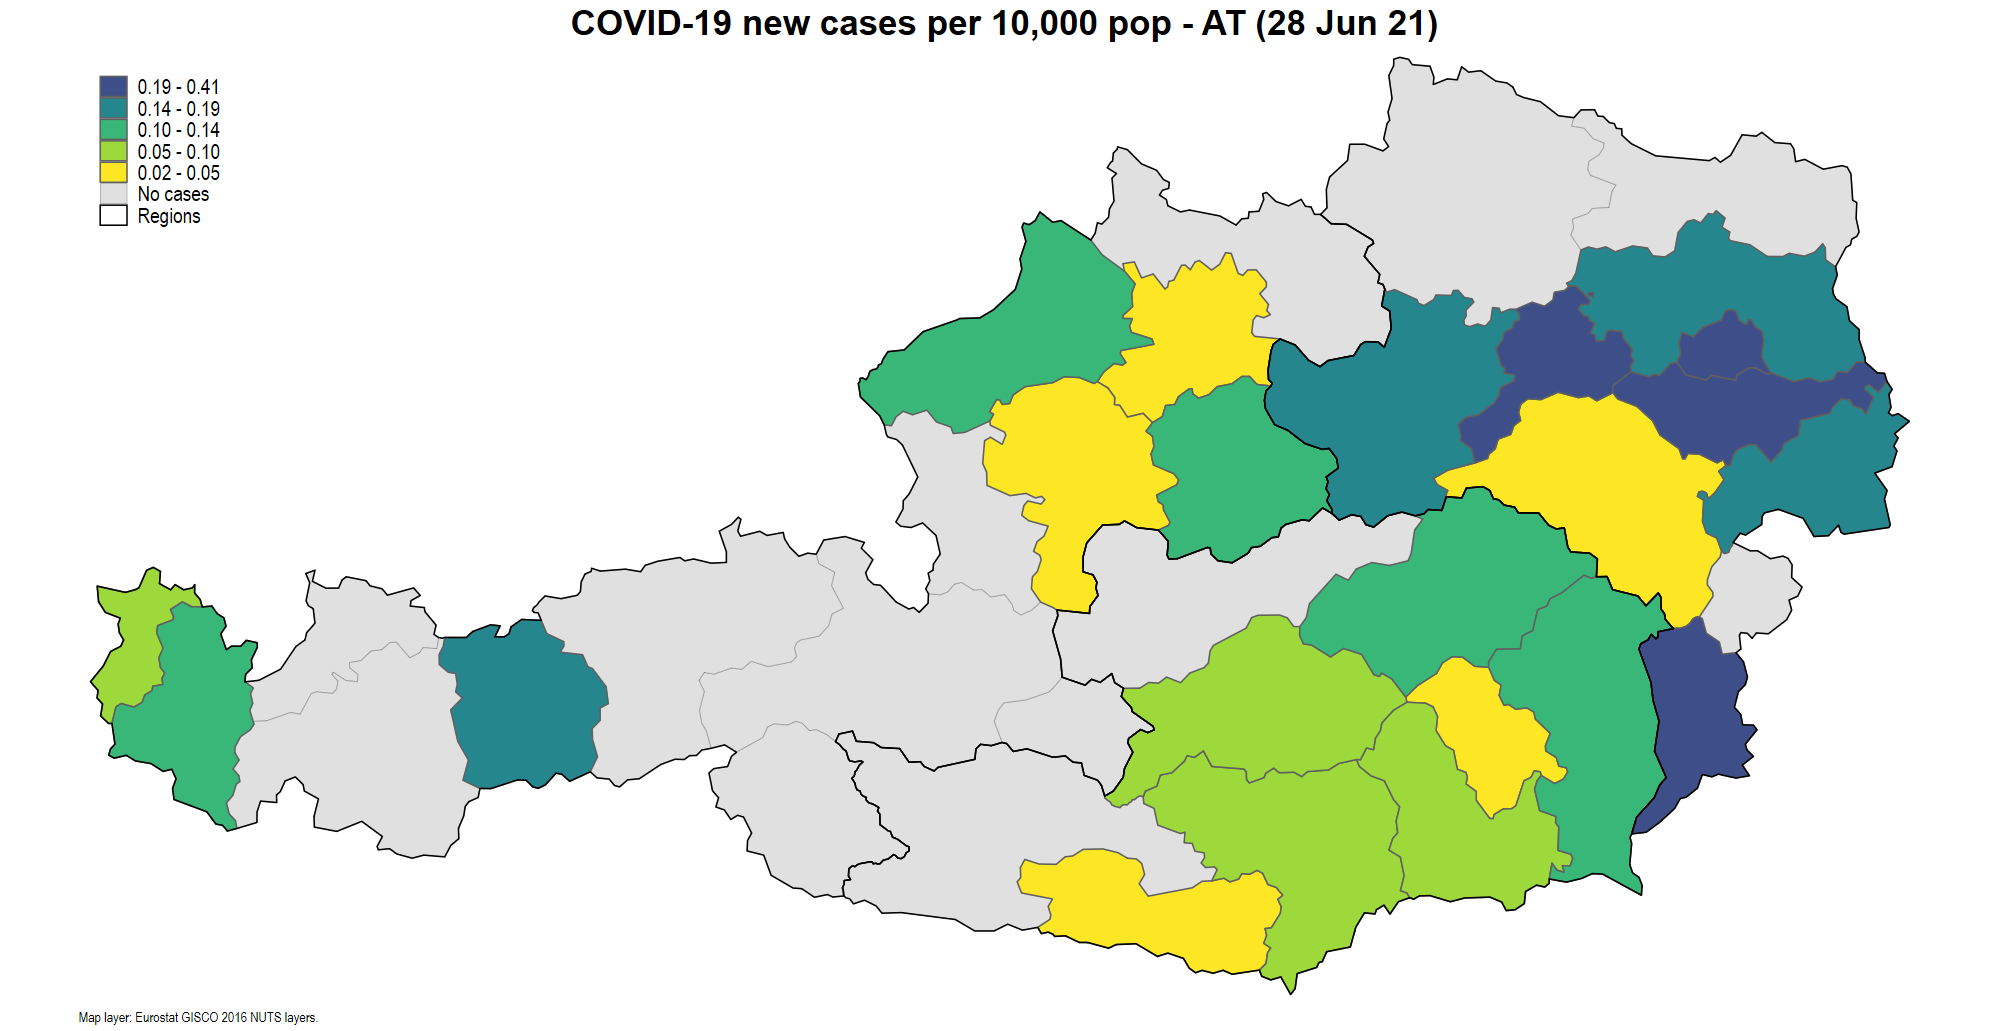 COVID-19 new cases per 10,000 pop - AT (28 Jun 21)
0.19 - 0.41
0.14 - 0.19
0.10 - 0.14
0.05 - 0.10
0.02 - 0.05
No cases
Regions
Map layer: Eurostat GISCO 2016 NUTS layers.